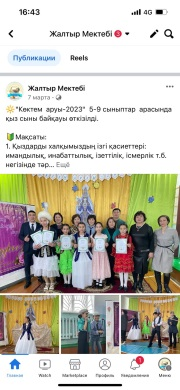 16:43
4G
Жалтыр Мектебі 3
Публикации
Reels
Жалтыр Мектебі
7 марта ·
"Көктем аруы-2023" 5-9 сыныптар арасында
қыз сыны байқауы өткізілді.
Мақсаты:
1. Қыздарды халқымыздың ізгі қасиеттері:
имандылық, инабаттылық, ізеттілік, ісмерлік т.б.
негізінде тәр... Ещё
Главная
Watch
Marketplace
Профиль
Уведомления
Меню